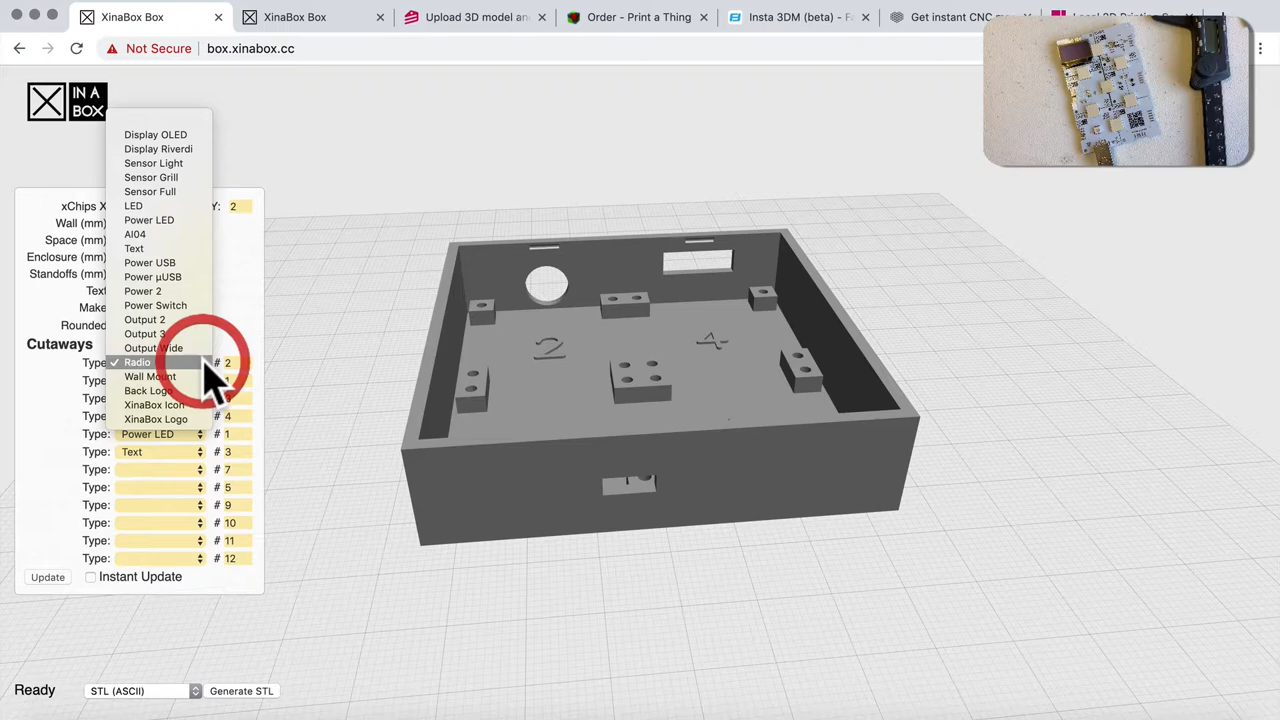 XinaBox Box
XinaBox Box
Upload 3D model an
Order - Print a Thing
Insta 3DM (beta) - Fa
Get instant CNC m
Not Secure
box.xinabox.cc
IN A
BOX
Display OLED
Display Riverdi
Sensor Light
Sensor Grill
Sensor Full
LED
Power LED
AI04
Text
Power USB
Power µUSB
Power 2
Power Switch
Output 2
Output 3
Output Wide
✓ Radio
Wall Mount
Back Logo
XinaBox Icon
XinaBox Logo
xChips X
Y: 2
Wall (mm)
Space (mm)
Enclosure (mm)
Standoffs (mm)
Text
Make
Rounded
Cutaways
Type: # 2
Type:
Type:
Type: # 4
Type: Power LED # 1
Type: Text # 3
Type: # 7
Type: # 5
Type: # 9
Type: # 10
Type: # 11
Type: # 12
Update
Instant Update
Ready
STL (ASCII)
Generate STL
2
4